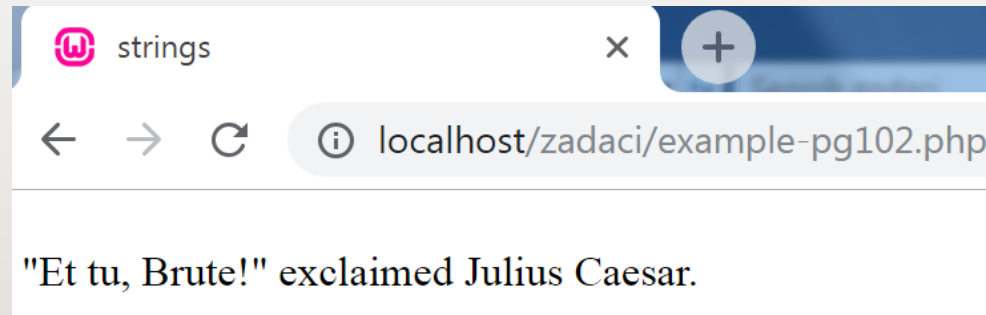 strings
localhost/zadaci/example-pg102.php
"Et tu, Brute!" exclaimed Julius Caesar.